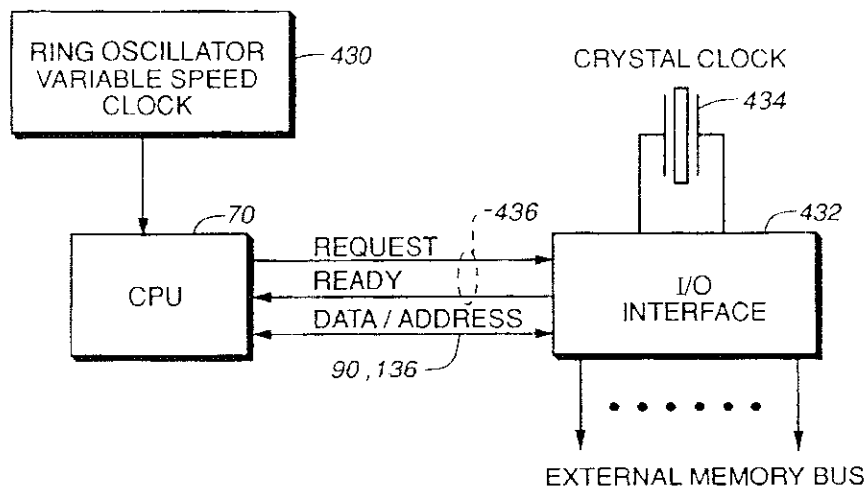 RING OSCILLATOR
VARIABLE SPEED
CLOCK
430
CRYSTAL CLOCK
434
70
436
432
CPU
REQUEST
READY
DATA / ADDRESS
90, 136
I/O
INTERFACE
EXTERNAL MEMORY BUS